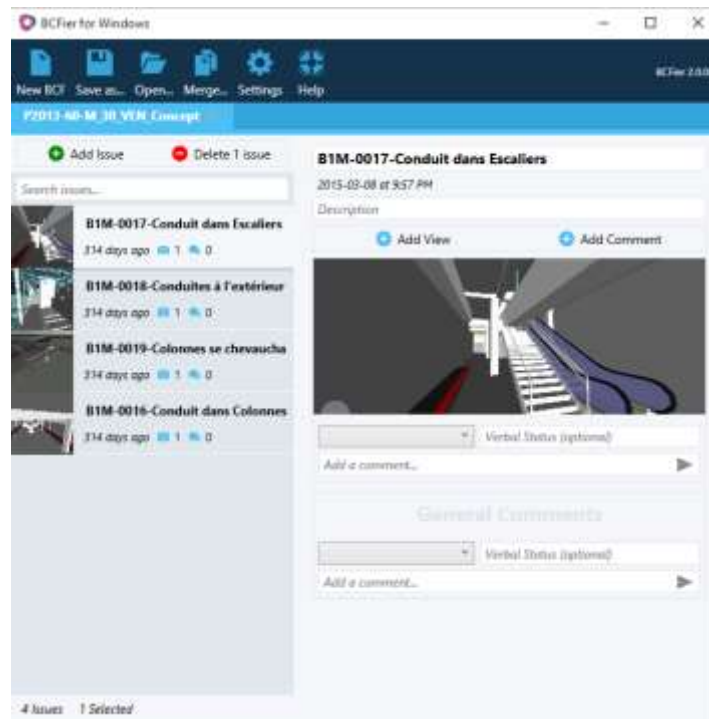 BCFier for Windows
New BCF Save as... Open... Merge... Settings Help
BCFier 2.0.0
Add Issue Delete 1 issue
Search issues...
B1M-0017-Conduit dans Escaliers
314 days ago 1 0
B1M-0018-Conduites à l'extérieur
314 days ago 1 0
B1M-0019-Colonnes se chevaucha
314 days ago 1 0
B1M-0016-Conduit dans Colonnes
314 days ago 1 0
4 Issues 1 Selected
B1M-0017-Conduit dans Escaliers
2015-03-08 at 9:57 PM
Description
Add View Add Comment
Verbal Status (optional)
Add a comment...
General Comments
Verbal Status (optional)
Add a comment...